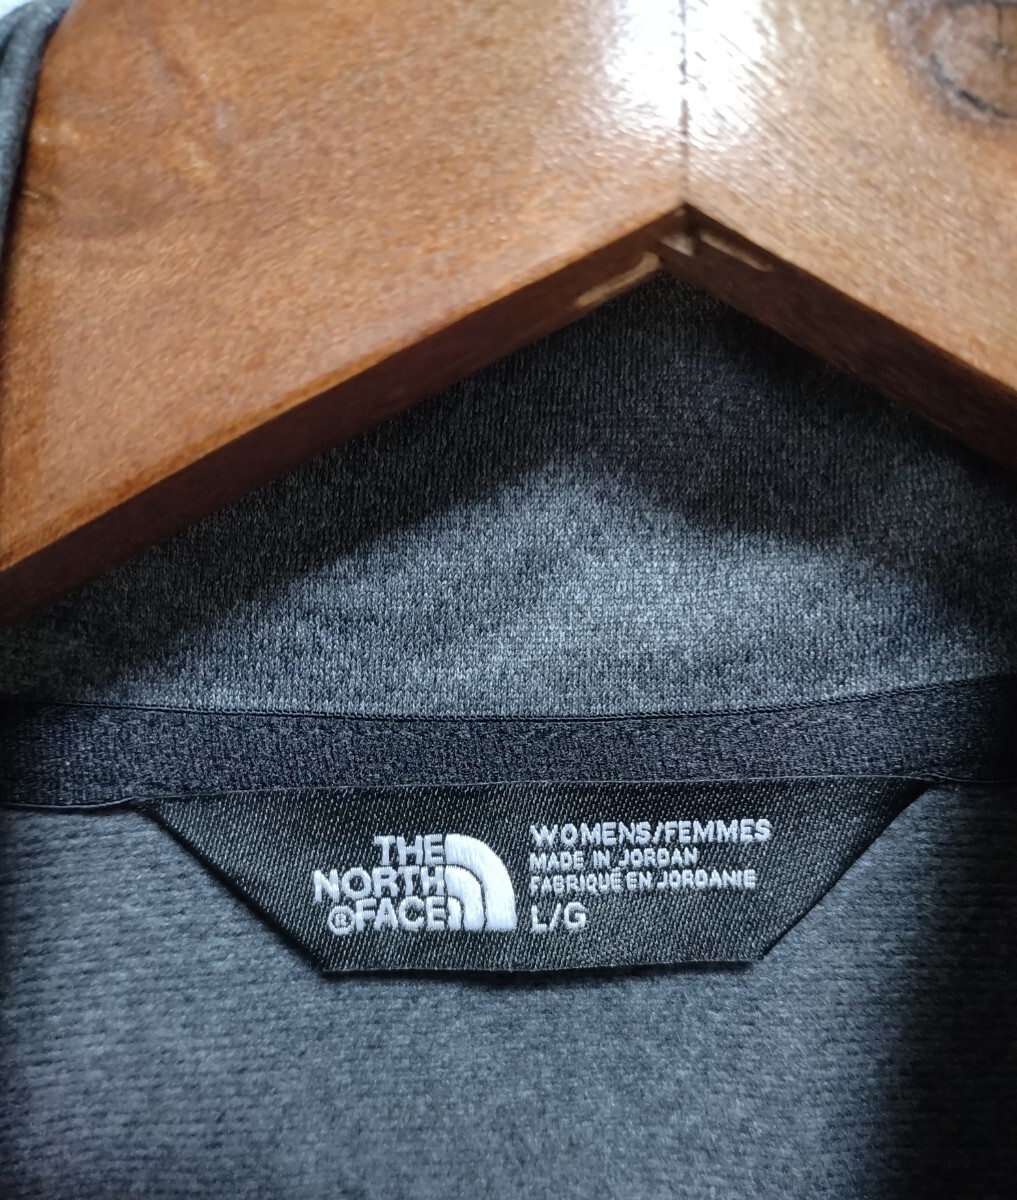 THE
NORTH
®FACE
WOMENS/FEMMES
MADE IN JORDAN
FABRIQUÉ EN JORDANIE
L/G